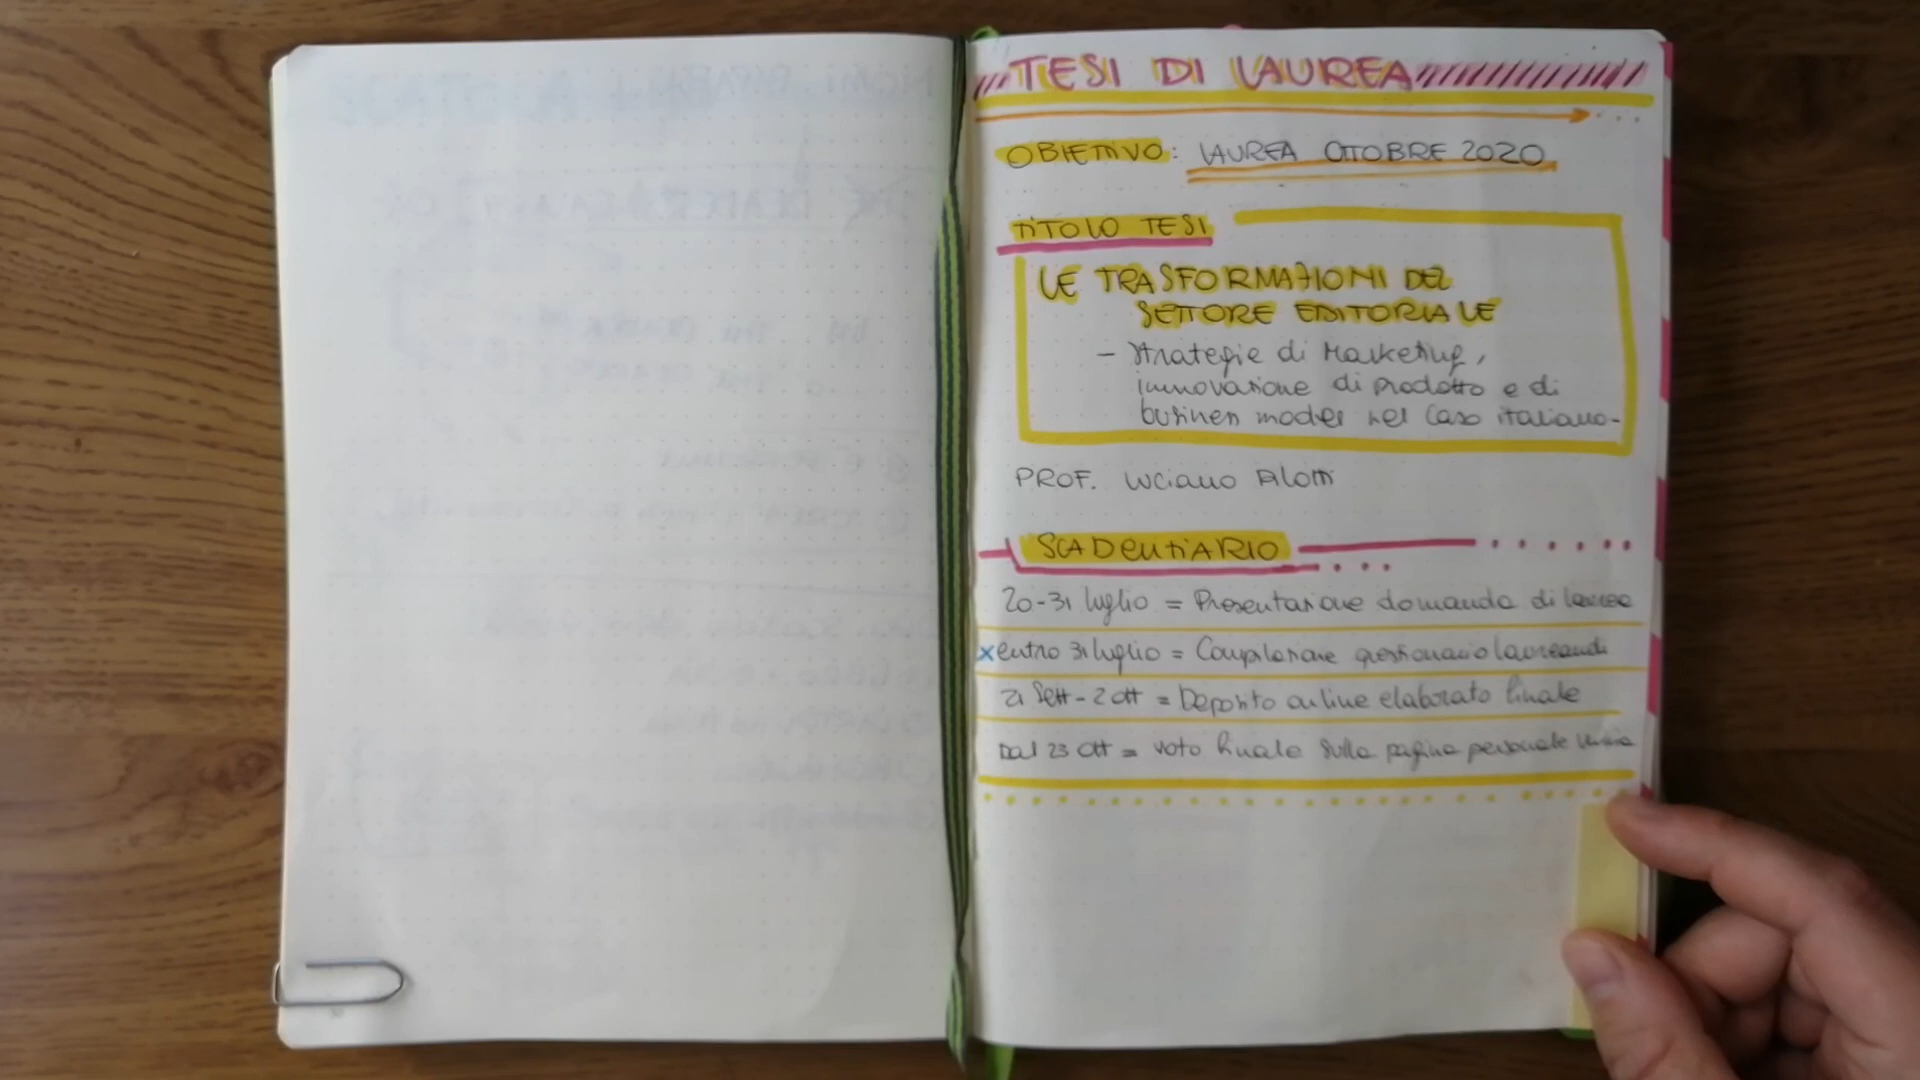 TESI DI LAUREA
OBIETTIVO: LAUREA OTTOBRE 2020
TITOLO TESI
LE TRASFORMAZIONI DEL
SETTORE EDITORIALE
- Strategie di Marketing,
innovazione di prodotto e di
business model nel caso italiano-
PROF. Luciano Pilotti
SCADENZIARIO
20-31 luglio = Presentazione domanda di laurea
x entro 31 luglio = Compilazione questionario laureandi
21 Sett - 2 ott = Deposito online elaborato finale
Dal 23 ott = voto finale sulla pagina personale